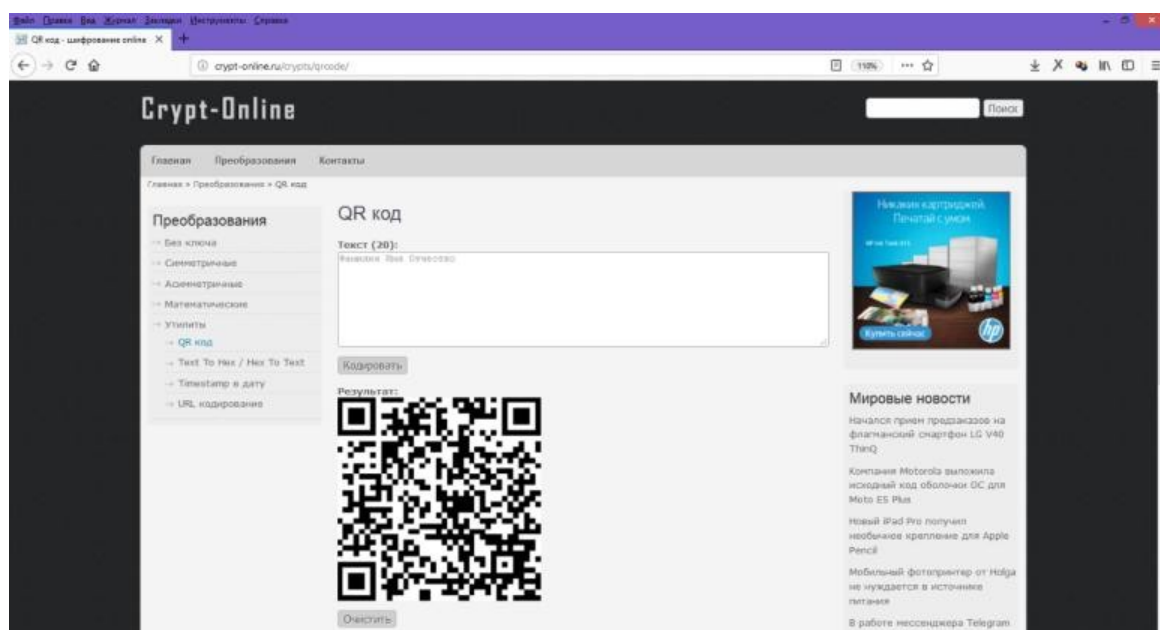 Файл Правка Вид Журнал Закладки Инструменты Справка
QR код - шифрование online
crypt-online.ru/crypts/qrcode/
110%
Crypt-Online
Поиск
Главная Преобразования Контакты
Главная » Преобразования » QR код
Преобразования
Без ключа
Симметричные
Асимметричные
Математические
Утилиты
QR код
Text To Hex / Hex To Text
Timestamp в дату
URL кодирование
QR код
Текст (20):
Фамилия Имя Отчество
Кодировать
Результат:
Очистить
Никаких картриджей.
Печатай с умом.
Купить сейчас
hp
Мировые новости
Начался прием предзаказов на
флагманский смартфон LG V40
ThinQ
Компания Motorola выложила
исходный код оболочки ОС для
Moto E5 Plus
Новый iPad Pro получил
необычное крепление для Apple
Pencil
Мобильный фотопринтер от Holga
не нуждается в источнике
питания
В работе мессенджера Telegram